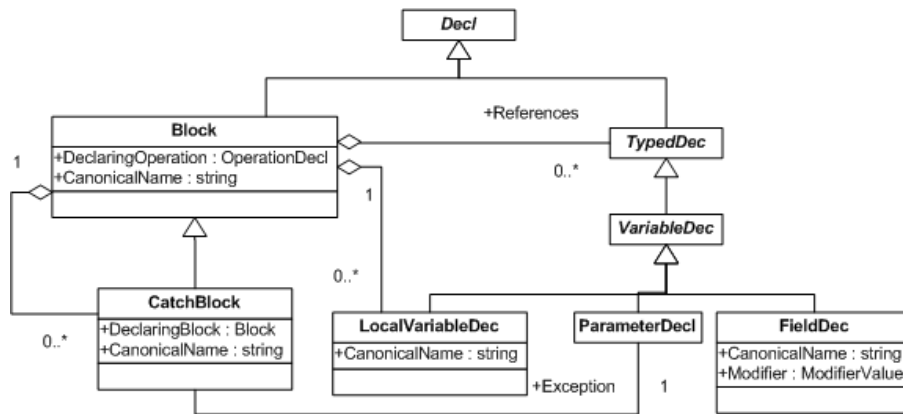 Decl
+References
Block
+DeclaringOperation : OperationDecl
+CanonicalName : string
TypedDec
1
1
0..*
VariableDec
0..*
CatchBlock
+DeclaringBlock : Block
+CanonicalName : string
0..*
LocalVariableDec
+CanonicalName : string
ParameterDecl
FieldDec
+CanonicalName : string
+Modifier : ModifierValue
+Exception
1